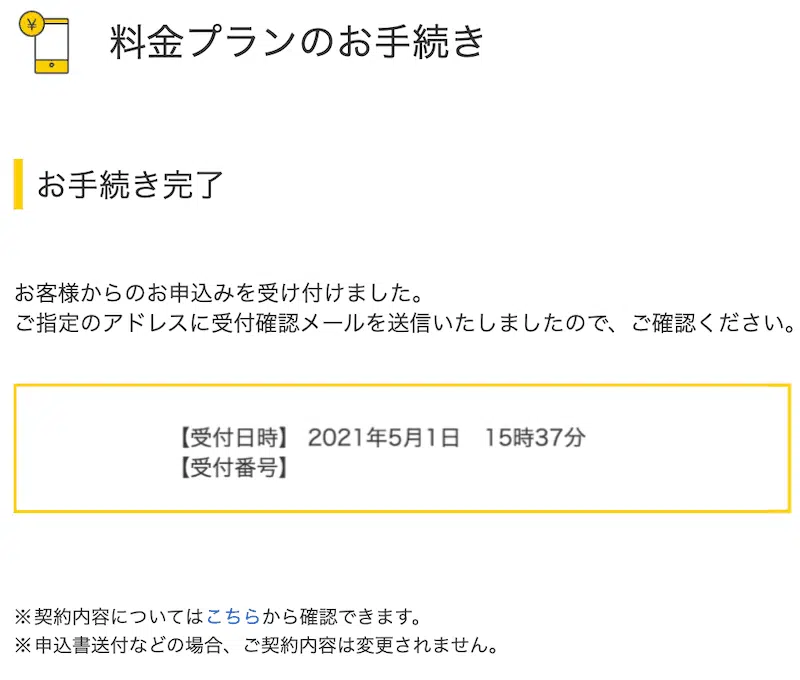 ¥
料金プランのお手続き
お手続き完了
お客様からのお申込みを受け付けました。
ご指定のアドレスに受付確認メールを送信いたしましたので、ご確認ください。
【受付日時】 2021年5月1日　15時37分
【受付番号】
※契約内容についてはこちらから確認できます。
※申込書送付などの場合、ご契約内容は変更されません。